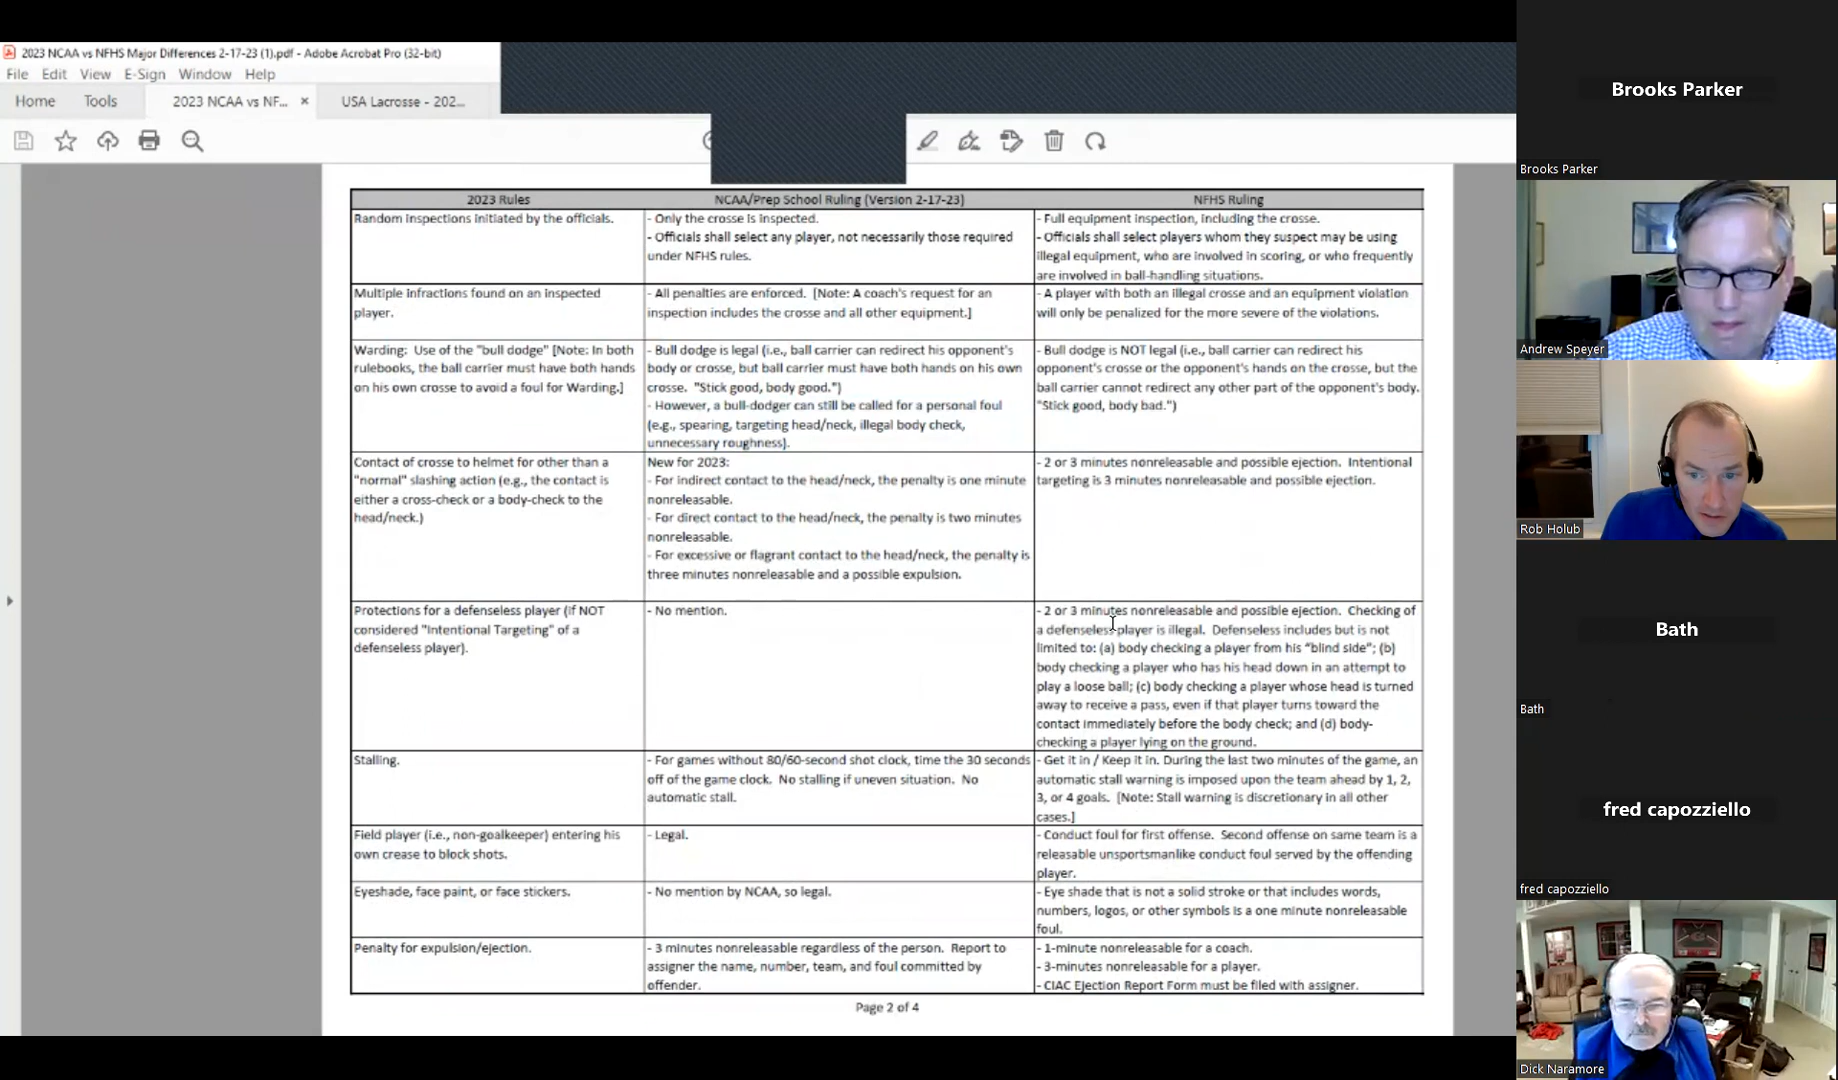 2023 NCAA vs NFHS Major Differences 2-17-23 (1).pdf - Adobe Acrobat Pro (32-bit)
File Edit View E-Sign Window Help
Home Tools 2023 NCAA vs NF... × USA Lacrosse - 202...
2023 Rules
NCAA/Prep School Ruling (Version 2-17-23)
NFHS Ruling
Random inspections initiated by the officials.
- Only the crosse is inspected.
- Officials shall select any player, not necessarily those required
under NFHS rules.
- Full equipment inspection, including the crosse.
- Officials shall select players whom they suspect may be using
illegal equipment, who are involved in scoring, or who frequently
are involved in ball-handling situations.
Multiple infractions found on an inspected
player.
- All penalties are enforced. [Note: A coach's request for an
inspection includes the crosse and all other equipment.]
- A player with both an illegal crosse and an equipment violation
will only be penalized for the more severe of the violations.
Warding: Use of the "bull dodge" [Note: In both
rulebooks, the ball carrier must have both hands
on his own crosse to avoid a foul for Warding.]
- Bull dodge is legal (i.e., ball carrier can redirect his opponent's
body or crosse, but ball carrier must have both hands on his own
crosse. "Stick good, body good.")
- However, a bull-dodger can still be called for a personal foul
(e.g., spearing, targeting head/neck, illegal body check,
unnecessary roughness).
- Bull dodge is NOT legal (i.e., ball carrier can redirect his
opponent's crosse or the opponent's hands on the crosse, but the
ball carrier cannot redirect any other part of the opponent's body.
"Stick good, body bad.")
Contact of crosse to helmet for other than a
"normal" slashing action (e.g., the contact is
either a cross-check or a body-check to the
head/neck.)
New for 2023:
- For indirect contact to the head/neck, the penalty is one minute
nonreleasable.
- For direct contact to the head/neck, the penalty is two minutes
nonreleasable.
- For excessive or flagrant contact to the head/neck, the penalty is
three minutes nonreleasable and a possible expulsion.
- 2 or 3 minutes nonreleasable and possible ejection. Intentional
targeting is 3 minutes nonreleasable and possible ejection.
Protections for a defenseless player (if NOT
considered "Intentional Targeting" of a
defenseless player).
- No mention.
- 2 or 3 minutes nonreleasable and possible ejection. Checking of
a defenseless player is illegal. Defenseless includes but is not
limited to: (a) body checking a player from his "blind side"; (b)
body checking a player who has his head down in an attempt to
play a loose ball; (c) body checking a player whose head is turned
away to receive a pass, even if that player turns toward the
contact immediately before the body check; and (d) body-
checking a player lying on the ground.
Stalling.
- For games without 80/60-second shot clock, time the 30 seconds
off of the game clock. No stalling if uneven situation. No
automatic stall.
- Get it in / Keep it in. During the last two minutes of the game, an
automatic stall warning is imposed upon the team ahead by 1, 2,
3, or 4 goals. [Note: Stall warning is discretionary in all other
cases.]
Field player (i.e., non-goalkeeper) entering his
own crease to block shots.
- Legal.
- Conduct foul for first offense. Second offense on same team is a
releasable unsportsmanlike conduct foul served by the offending
player.
Eyeshade, face paint, or face stickers.
- No mention by NCAA, so legal.
- Eye shade that is not a solid stroke or that includes words,
numbers, logos, or other symbols is a one minute nonreleasable
foul.
Penalty for expulsion/ejection.
- 3 minutes nonreleasable regardless of the person. Report to
assigner the name, number, team, and foul committed by
offender.
- 1-minute nonreleasable for a coach.
- 3-minutes nonreleasable for a player.
- CIAC Ejection Report Form must be filed with assigner.
Page 2 of 4
Brooks Parker
Brooks Parker
Andrew Speyer
Rob Holub
Bath
Bath
fred capozziello
fred capozziello
Dick Naramore